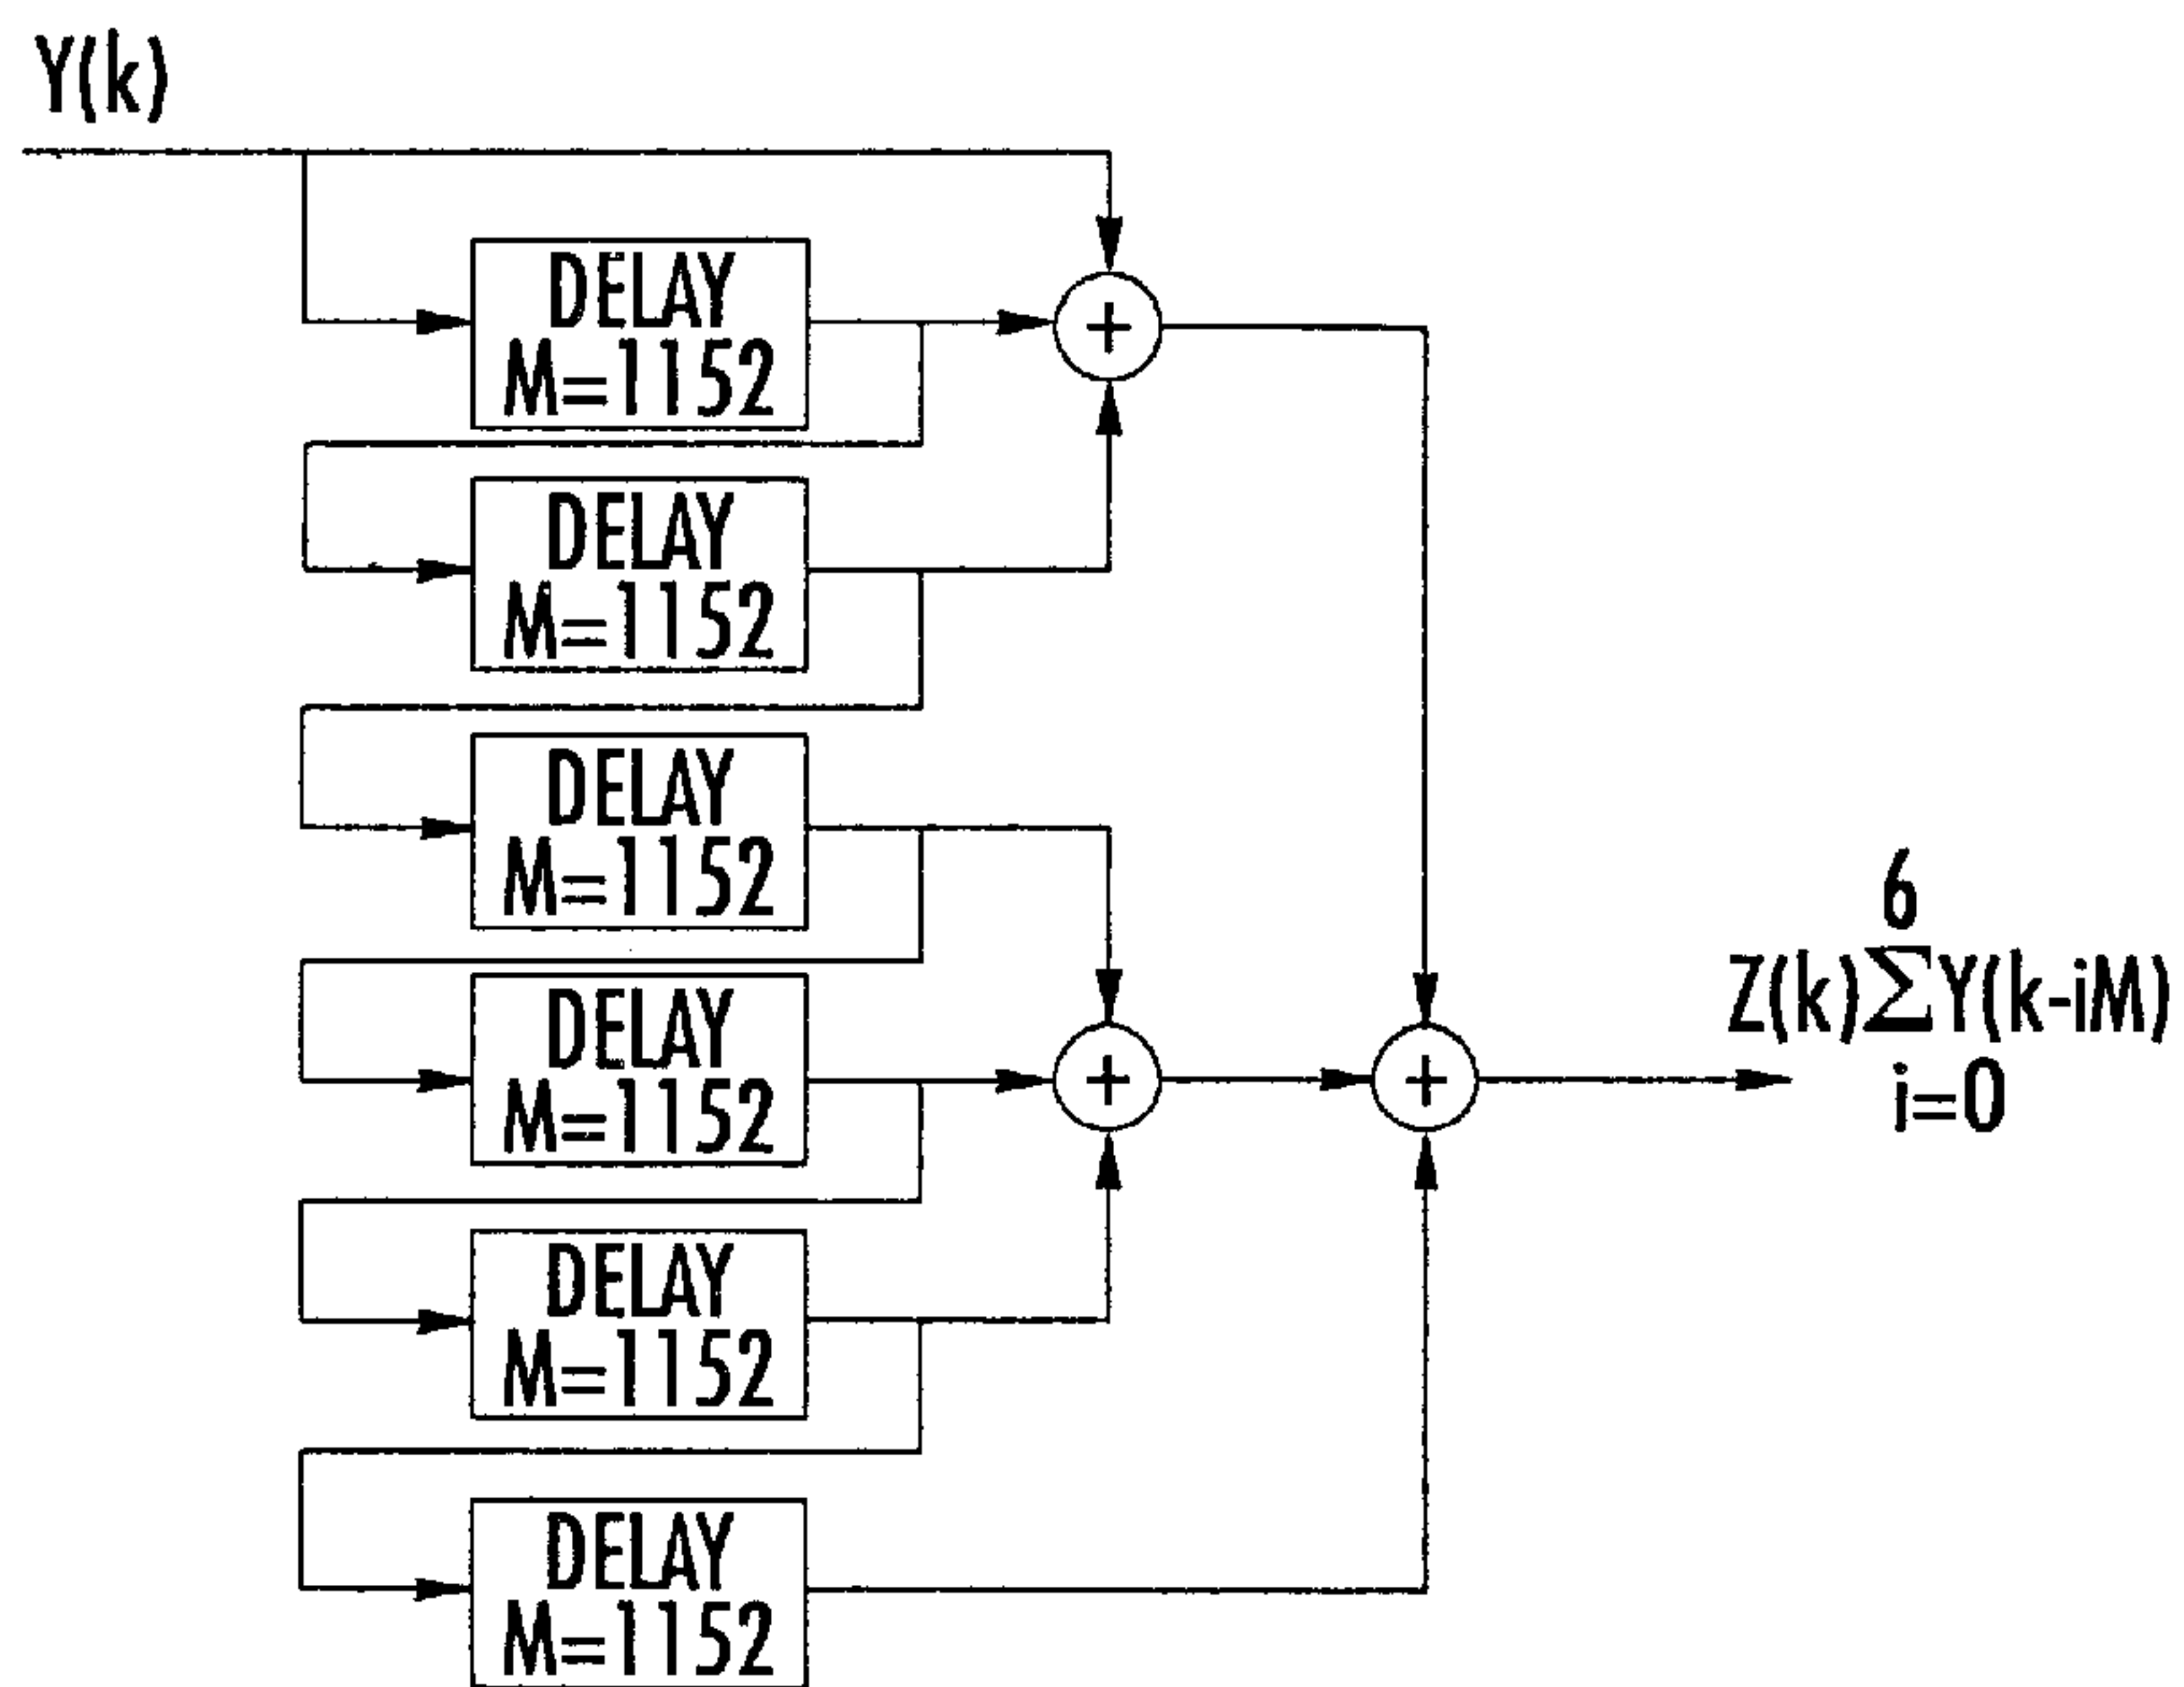 Y(k)
DELAY
M=1152
+
DELAY
M=1152
DELAY
M=1152
6
Z(k)ΣY(k-iM)
i=0
DELAY
M=1152
+
+
DELAY
M=1152
DELAY
M=1152